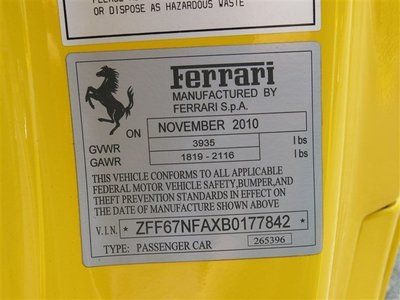 OR DISPOSE AS HAZARDOUS WASTE
Ferrari
MANUFACTURED BY
FERRARI S.p.A.
ON NOVEMBER 2010
GVWR 3935 lbs
GAWR 1819 - 2116 lbs
THIS VEHICLE CONFORMS TO ALL APPLICABLE
FEDERAL MOTOR VEHICLE SAFETY,BUMPER,AND
THEFT PREVENTION STANDARDS IN EFFECT ON
THE DATE OF MANUFACTURE SHOWN ABOVE
V.I.N. * ZFF67NFAXB0177842 *
TYPE: PASSENGER CAR 265396